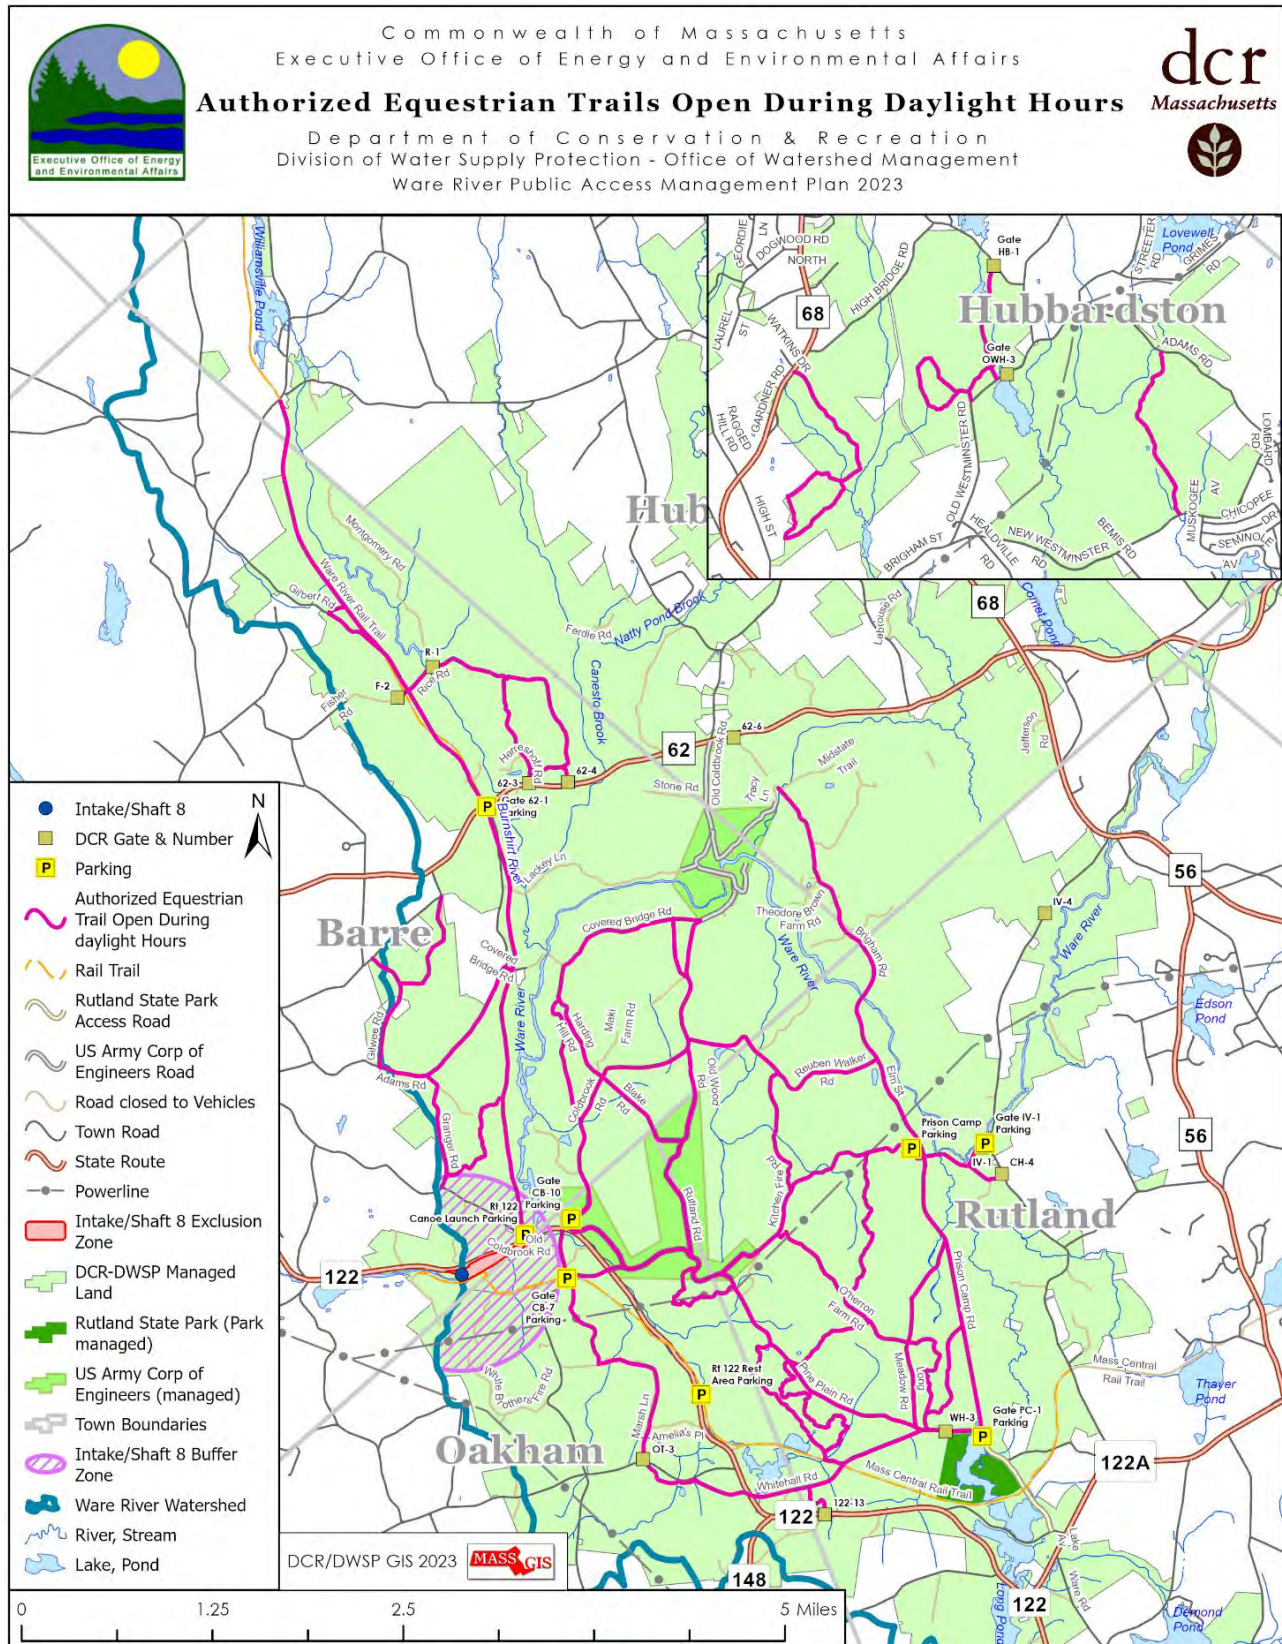 Commonwealth of Massachusetts
Executive Office of Energy and Environmental Affairs
Authorized Equestrian Trails Open During Daylight Hours
Department of Conservation & Recreation
Division of Water Supply Protection - Office of Watershed Management
Ware River Public Access Management Plan 2023
Executive Office of Energy
and Environmental Affairs
dcr
Massachusetts
Williamsville Pond
GEORDIE
LN
DOGWOOD RD
NORTH
68
HIGH BRIDGE RD
LAUREL
ST
WATKINS DR
GARDNER RD
RAGGED
HILL RD
HIGH ST
Gate
HB-1
Hubbardston
Gate
OWH-3
STREETER
RD
Lovewell
Pond
GRIMES
RD
ADAMS RD
LOMBARD
RD
OLD WESTMINSTER RD
BRIGHAM ST
HEALDVILLE
RD
NEW WESTMINSTER
RD
BEMIS RD
MUSKOGEE
AV
CHICOPEE
DR
SEMINOLE
AV
Hub
Montgomery Rd
Ware River Rail Trail
Gilbert Rd
Ferdie Rd
Natty Pond Brook
Canesto Brook
Labrouse Rd
68
Comet Pond
R-1
Rice Rd
F-2
Fisher
Rd
Herreshoff Rd
62-3
62-4
62
62-6
Stone Rd
Old Coldbrook Rd
Tracy
Ln
Midstate
Trail
Jefferson
Rd
Gate 62-1
Parking
Burnshirt River
Lackey Ln
56
IV-4
Ware River
Barre
Covered
Bridge Rd
Covered Bridge Rd
Theodore Brown
Farm Rd
Ware River
Brigham Rd
Edson
Pond
Ware River
Gilwee Rd
Adams Rd
Harding
Hill Rd
Maki
Farm Rd
Coldbrook
Rd
Blake
Rd
Old Wood
Rd
Reuben Walker
Rd
Elm St
Granger Rd
Prison Camp
Parking
Gate IV-1
Parking
IV-1
CH-4
56
Kitchen Fire
Rd
Rutland Rd
Rutland
Gate
CB-10
Parking
Rt 122
Canoe Launch Parking
Old
Coldbrook Rd
122
Gate
CB-7
Parking
Prison Camp Rd
O'herron
Farm Rd
Pine Plain Rd
Long
Meadow Rd
Rt 122 Rest
Area Parking
White Brothers Fire Rd
Marsh Ln
Amelia's Pl
OT-3
Oakham
Whitehall Rd
WH-3
Gate PC-1
Parking
Mass Central
Rail Trail
Thayer
Pond
122A
Mass Central Rail Trail
122
122-13
148
Lake
Av
Ware Rd
122
Long Pond
Demond
Pond
N
Intake/Shaft 8
DCR Gate & Number
P
Parking
Authorized Equestrian
Trail Open During
daylight Hours
Rail Trail
Rutland State Park
Access Road
US Army Corp of
Engineers Road
Road closed to Vehicles
Town Road
State Route
Powerline
Intake/Shaft 8 Exclusion
Zone
DCR-DWSP Managed
Land
Rutland State Park (Park
managed)
US Army Corp of
Engineers (managed)
Town Boundaries
Intake/Shaft 8 Buffer
Zone
Ware River Watershed
River, Stream
Lake, Pond
DCR/DWSP GIS 2023
MASS GIS
0 1.25 2.5 5 Miles